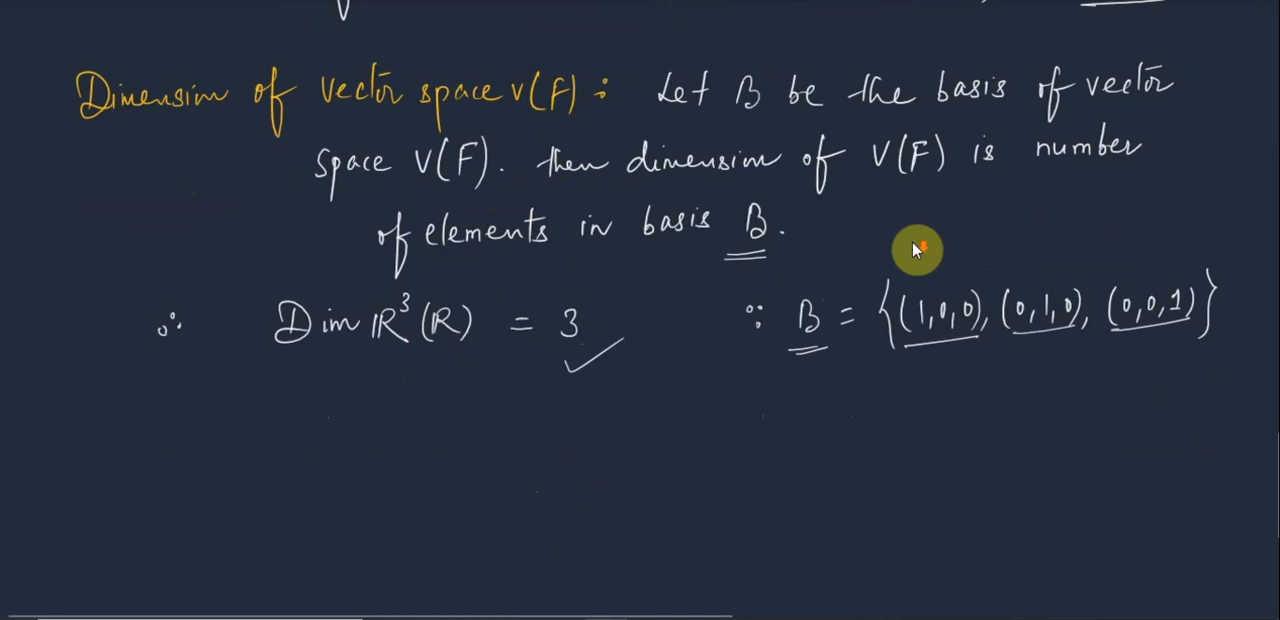 Dimension of vector space V(F) : Let B be the basis of vector
space V(F). then dimension of V(F) is number
of elements in basis B.
∴ Dim ℝ³(ℝ) = 3 ∵ B = {(1,0,0), (0,1,0), (0,0,1)}